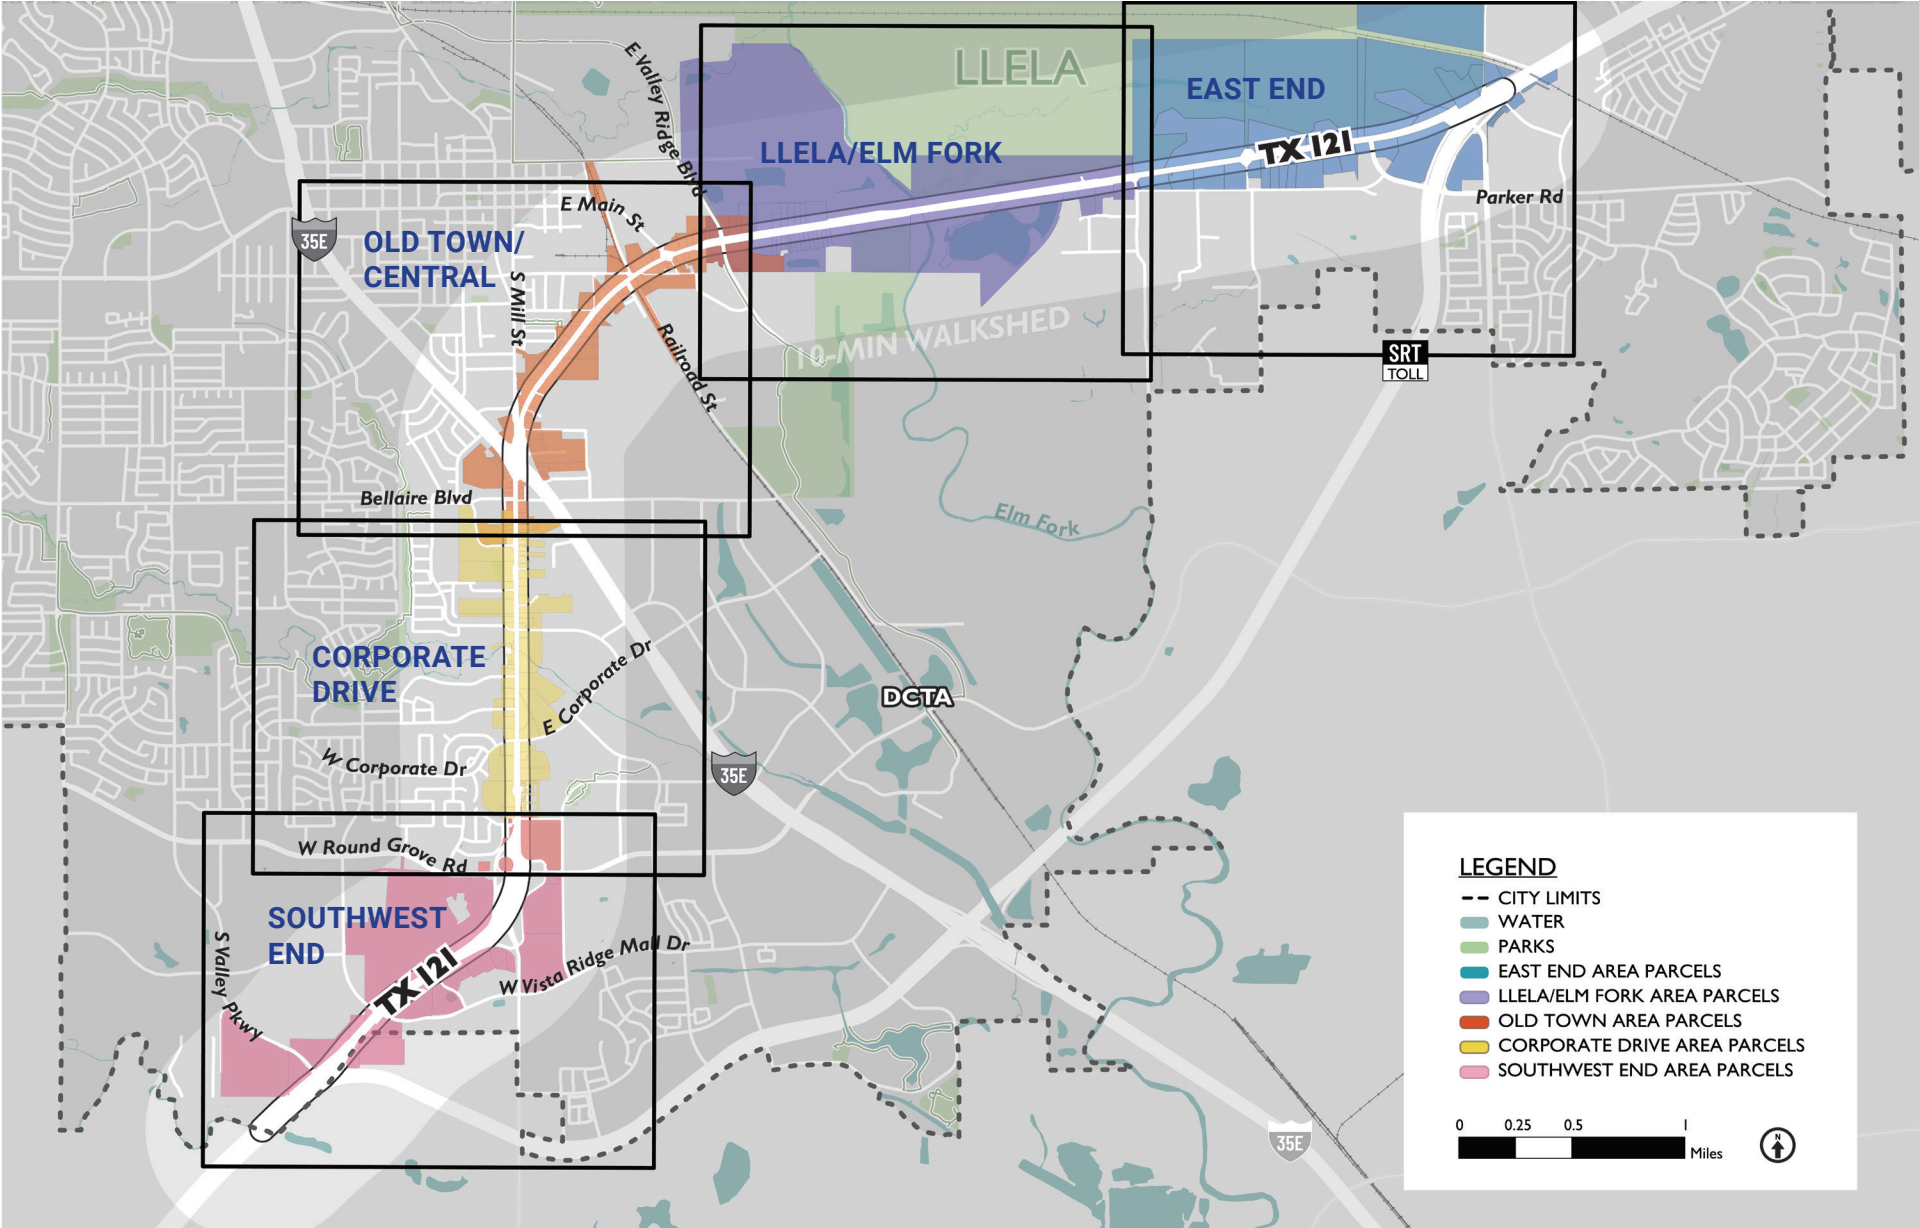 LLELA
E Valley Ridge Blvd
EAST END
LLELA/ELM FORK
TX 121
Parker Rd
E Main St
35E
OLD TOWN/
CENTRAL
S Mill St
Railroad St
10-MIN WALKSHED
SRT
TOLL
Bellaire Blvd
Elm Fork
CORPORATE
DRIVE
E Corporate Dr
DCTA
W Corporate Dr
35E
W Round Grove Rd
SOUTHWEST
END
S Valley Pkwy
TX 121
W Vista Ridge Mall Dr
35E
LEGEND
CITY LIMITS
WATER
PARKS
EAST END AREA PARCELS
LLELA/ELM FORK AREA PARCELS
OLD TOWN AREA PARCELS
CORPORATE DRIVE AREA PARCELS
SOUTHWEST END AREA PARCELS
0 0.25 0.5 1
Miles
N